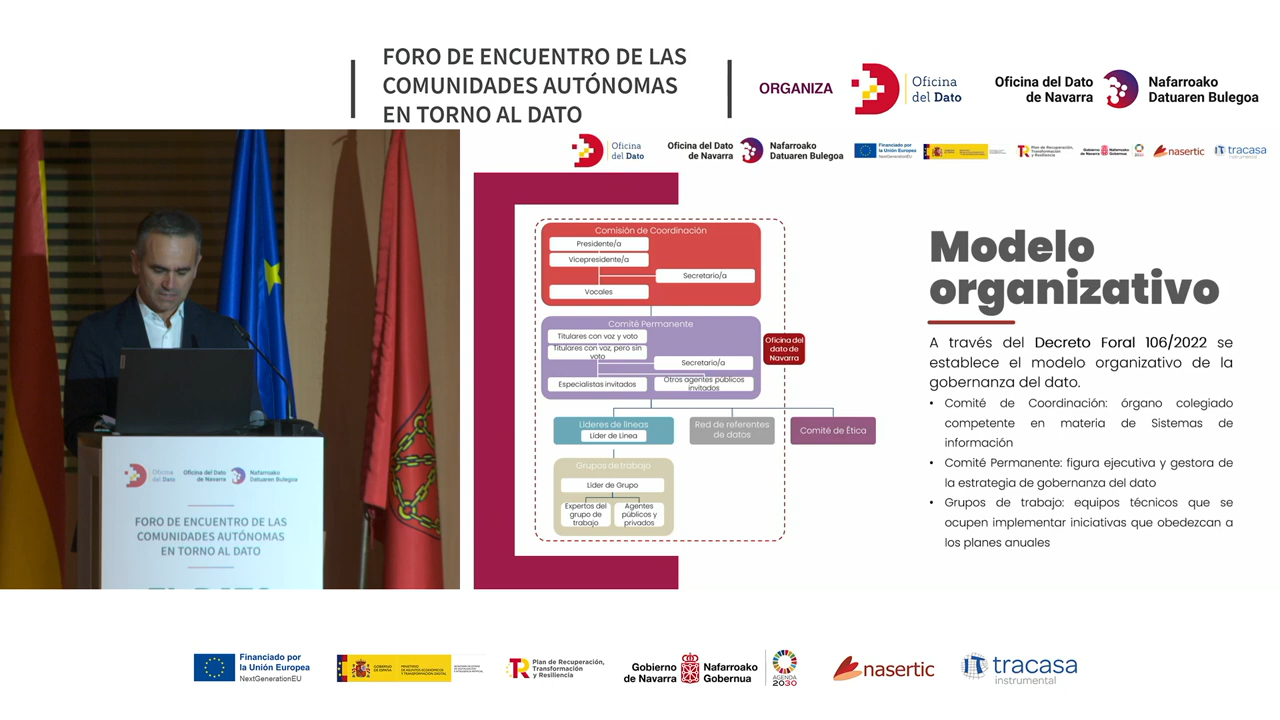 FORO DE ENCUENTRO DE LAS
COMUNIDADES AUTÓNOMAS
EN TORNO AL DATO
ORGANIZA
Oficina
del Dato
Oficina del Dato
de Navarra
Nafarroako
Datuaren Bulegoa
Oficina
del Dato
Oficina del Dato
de Navarra
Nafarroako
Datuaren Bulegoa
Financiado por
la Unión Europea
NextGenerationEU
Plan de Recuperación,
Transformación
y Resiliencia
Gobierno
de Navarra
Nafarroako
Gobernua
nasertic
tracasa
instrumental
Comisión de Coordinación
Presidente/a
Vicepresidente/a
Secretario/a
Vocales
Comité Permanente
Titulares con voz y voto
Titulares con voz, pero sin
voto
Secretario/a
Especialistas invitados
Otros agentes públicos
invitados
Oficina del
dato de
Navarra
Líderes de líneas
Líder de Línea
Red de referentes
de datos
Comité de Ética
Grupos de trabajo
Líder de Grupo
Expertos del
grupo de
trabajo
Agentes
públicos y
privados
Modelo
organizativo
A través del Decreto Foral 106/2022 se
establece el modelo organizativo de la
gobernanza del dato.
• Comité de Coordinación: órgano colegiado
competente en materia de Sistemas de
información
• Comité Permanente: figura ejecutiva y gestora de
la estrategia de gobernanza del dato
• Grupos de trabajo: equipos técnicos que se
ocupen implementar iniciativas que obedezcan a
los planes anuales
Oficina
del Dato
Oficina del Dato
de Navarra
Nafarroako
Datuaren Bulegoa
FORO DE ENCUENTRO DE LAS
COMUNIDADES AUTÓNOMAS
EN TORNO AL DATO
Financiado por
la Unión Europea
NextGenerationEU
GOBIERNO
DE ESPAÑA
MINISTERIO
DE ASUNTOS ECONÓMICOS
Y TRANSFORMACIÓN DIGITAL
Plan de Recuperación,
Transformación
y Resiliencia
Gobierno
de Navarra
Nafarroako
Gobernua
AGENDA
2030
nasertic
tracasa
instrumental